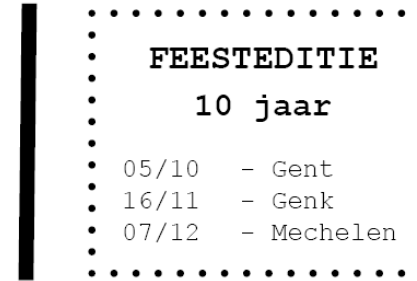 FEESTEDITIE
10 jaar
05/10 - Gent
16/11 - Genk
07/12 - Mechelen